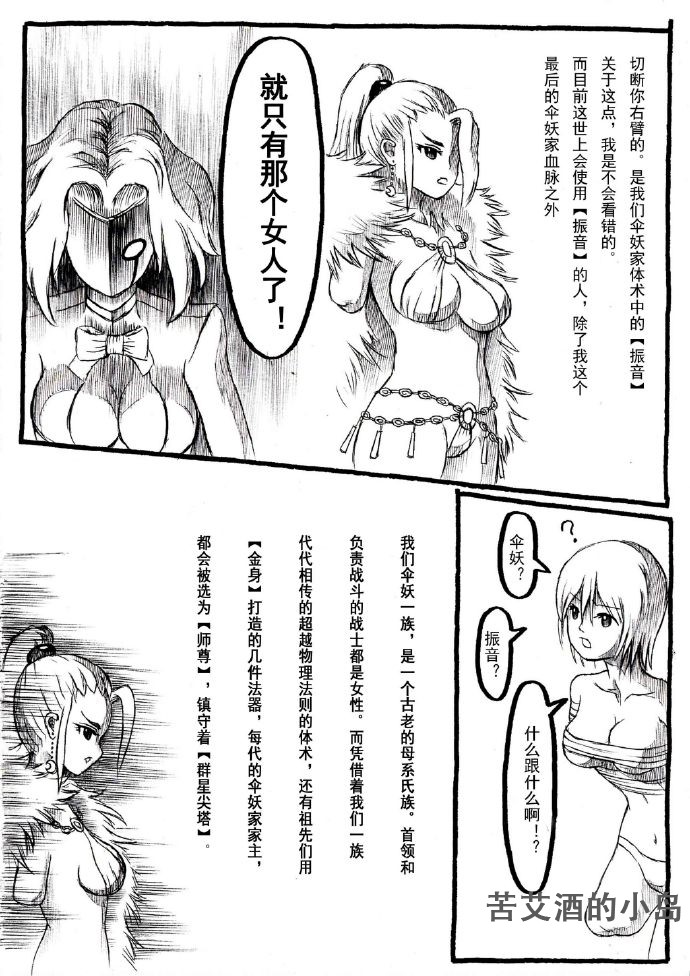 切断你右臂的。是我们伞妖家体术中的【振音】
关于这点，我是不会看错的。
而目前这世上会使用【振音】的人，除了我这个
最后的伞妖家血脉之外
就只有那个女人了！
？
伞妖？
振音？
什么跟什么啊！？
我们伞妖一族，是一个古老的母系氏族。首领和
负责战斗的战士都是女性。而凭借着我们一族
代代相传的超越物理法则的体术，还有祖先们用
【金身】打造的几件法器，每代的伞妖家家主，
都会被选为【师尊】，镇守着【群星尖塔】。
苦艾酒的小岛